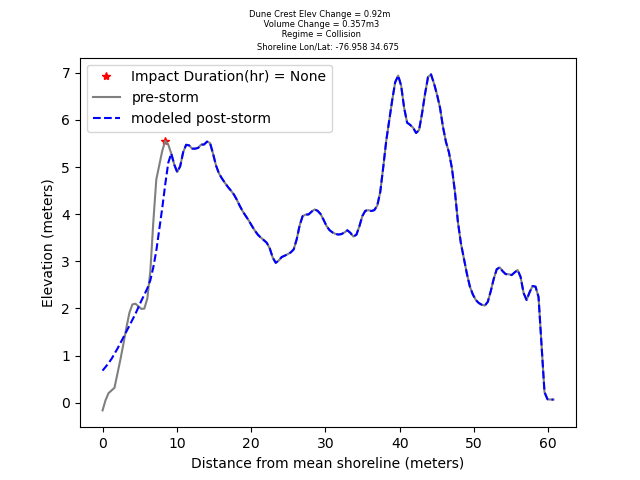 Dune Crest Elev Change = 0.92m
Volume Change = 0.357m3
Regime = Collision
Shoreline Lon/Lat: -76.958 34.675
Impact Duration(hr) = None
pre-storm
modeled post-storm
7
6
5
4
3
2
1
0
Elevation (meters)
0 10 20 30 40 50 60
Distance from mean shoreline (meters)